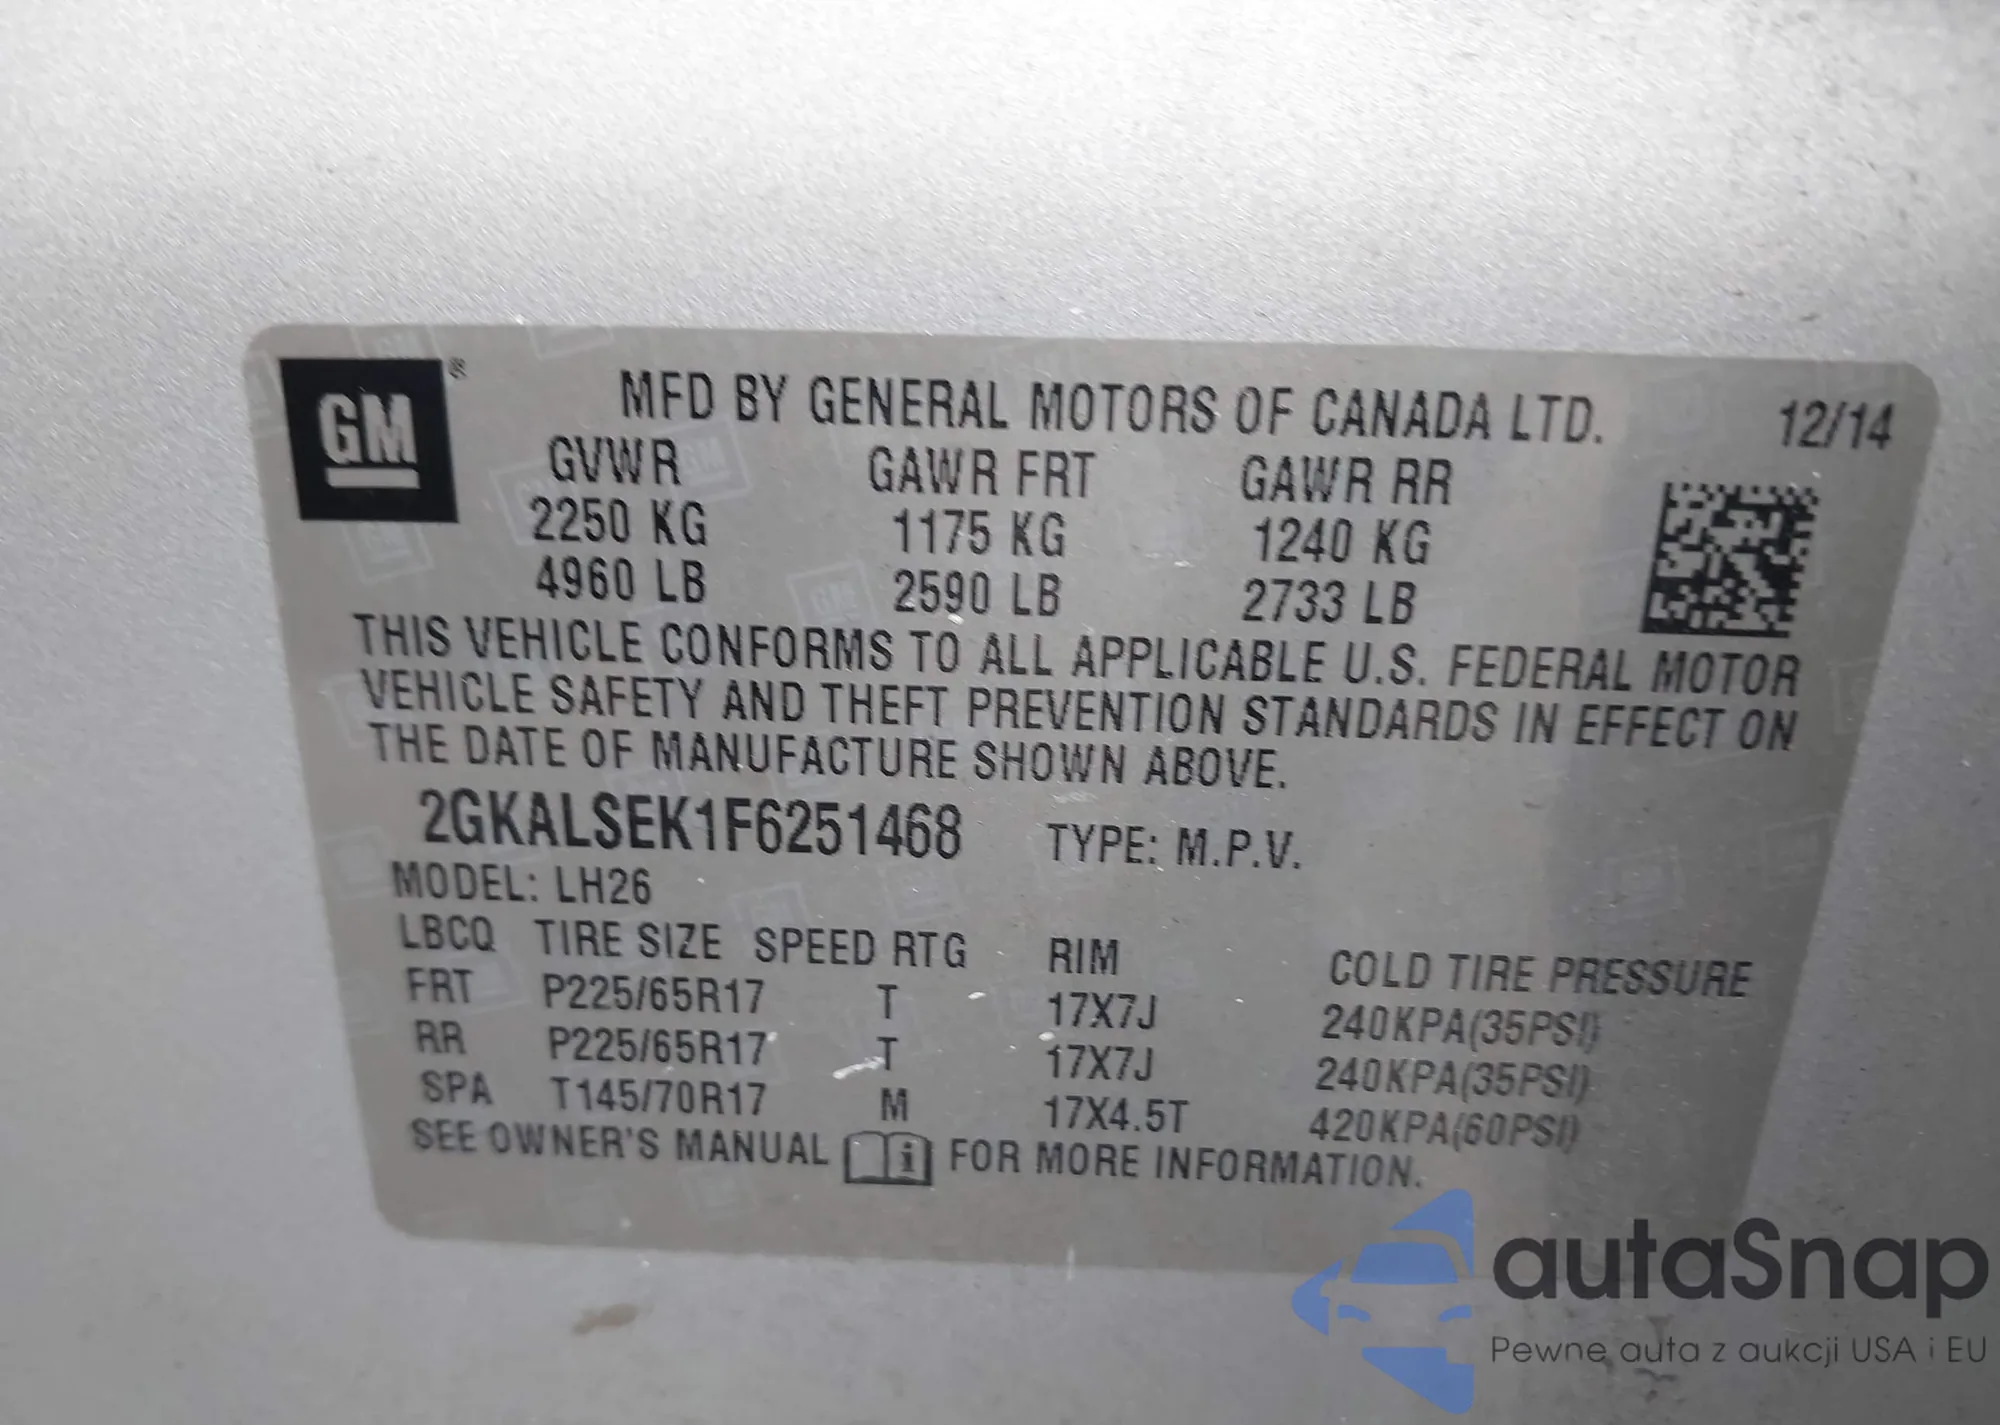 GM ®
MFD BY GENERAL MOTORS OF CANADA LTD. 12/14
GVWR GAWR FRT GAWR RR
2250 KG 1175 KG 1240 KG
4960 LB 2590 LB 2733 LB
THIS VEHICLE CONFORMS TO ALL APPLICABLE U.S. FEDERAL MOTOR
VEHICLE SAFETY AND THEFT PREVENTION STANDARDS IN EFFECT ON
THE DATE OF MANUFACTURE SHOWN ABOVE.
2GKALSEK1F6251468 TYPE: M.P.V.
MODEL: LH26
LBCQ TIRE SIZE SPEED RTG RIM COLD TIRE PRESSURE
FRT P225/65R17 T 17X7J 240KPA(35PSI)
RR P225/65R17 T 17X7J 240KPA(35PSI)
SPA T145/70R17 M 17X4.5T 420KPA(60PSI)
SEE OWNER'S MANUAL i FOR MORE INFORMATION.
autaSnap
Pewne auta z aukcji USA i EU